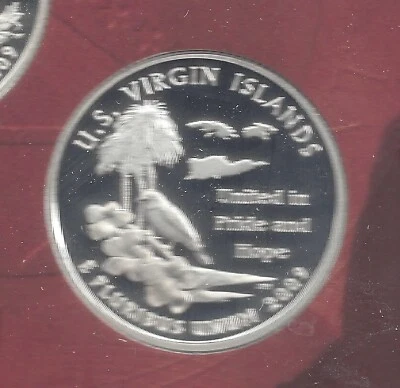 U.S. VIRGIN ISLANDS
United in
Pride and
Hope
E PLURIBUS UNUM 2009